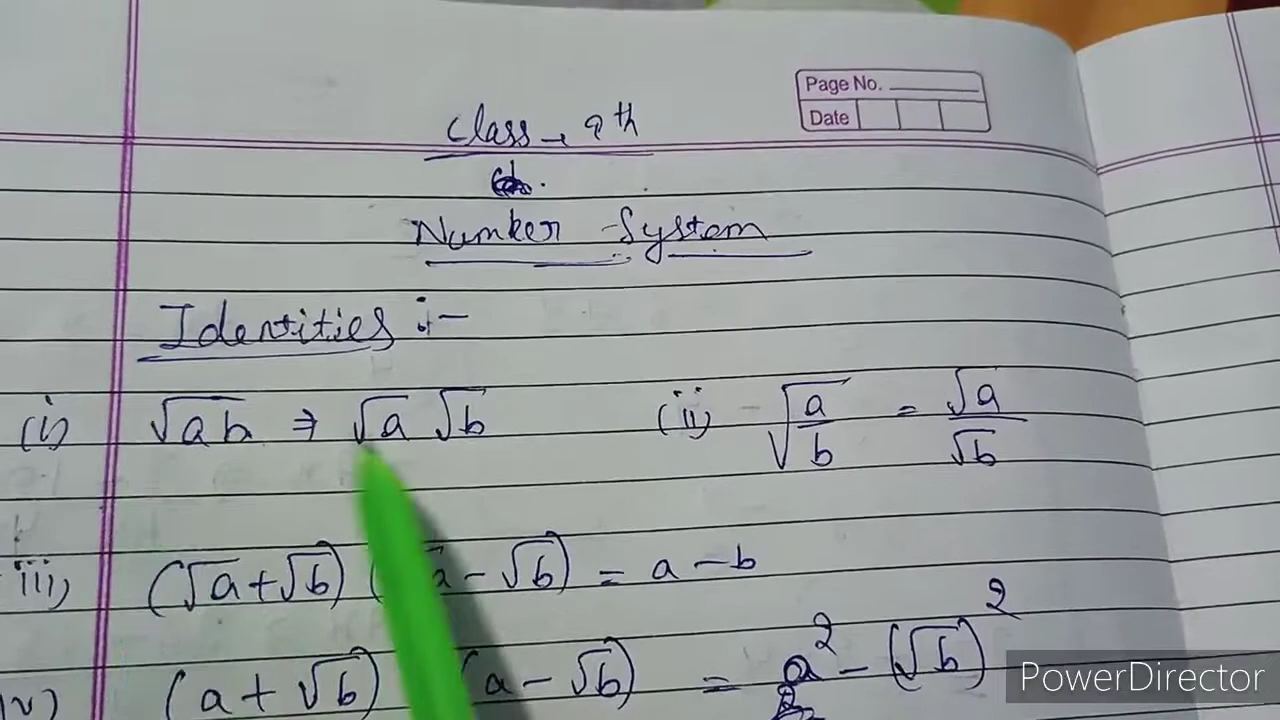 Page No.
Date
Class → 9th
Number System
Identities :-
(i) √ab ⇒ √a √b (ii) √a/b = √a/√b
(iii) (√a+√b) (√a-√b) = a-b
(iv) (a+√b) (a-√b) = a²-(√b)²
PowerDirector